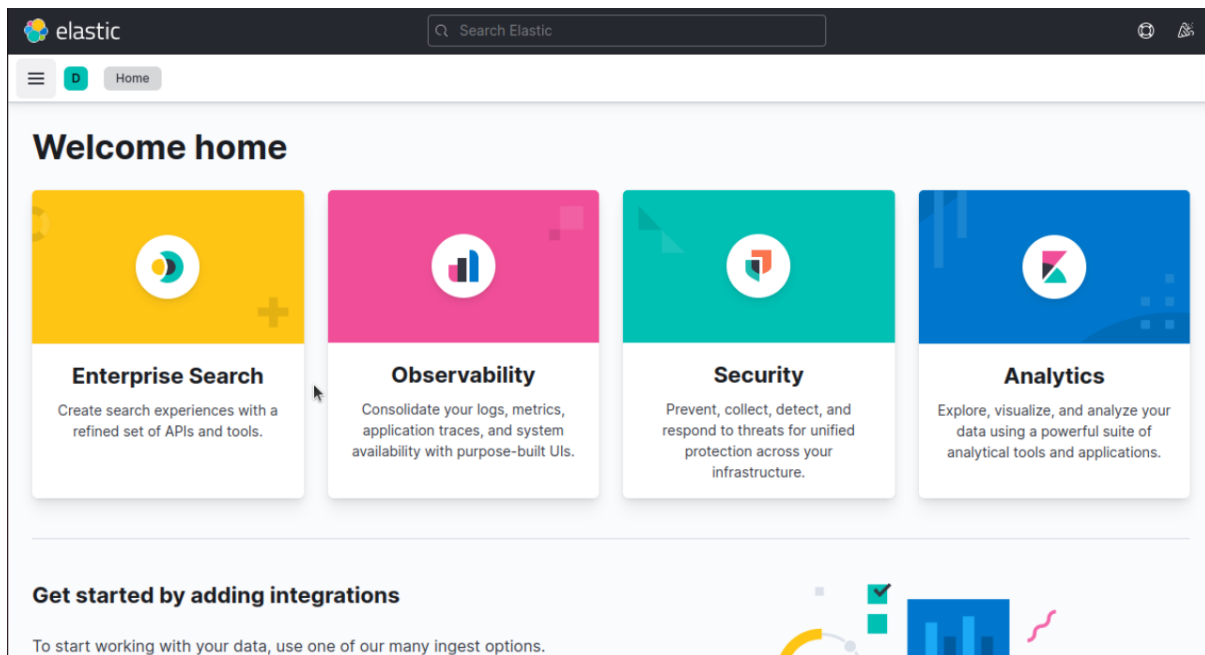 elastic
Search Elastic
D
Home
Welcome home
Enterprise Search
Create search experiences with a
refined set of APIs and tools.
Observability
Consolidate your logs, metrics,
application traces, and system
availability with purpose-built UIs.
Security
Prevent, collect, detect, and
respond to threats for unified
protection across your
infrastructure.
Analytics
Explore, visualize, and analyze your
data using a powerful suite of
analytical tools and applications.
Get started by adding integrations
To start working with your data, use one of our many ingest options.